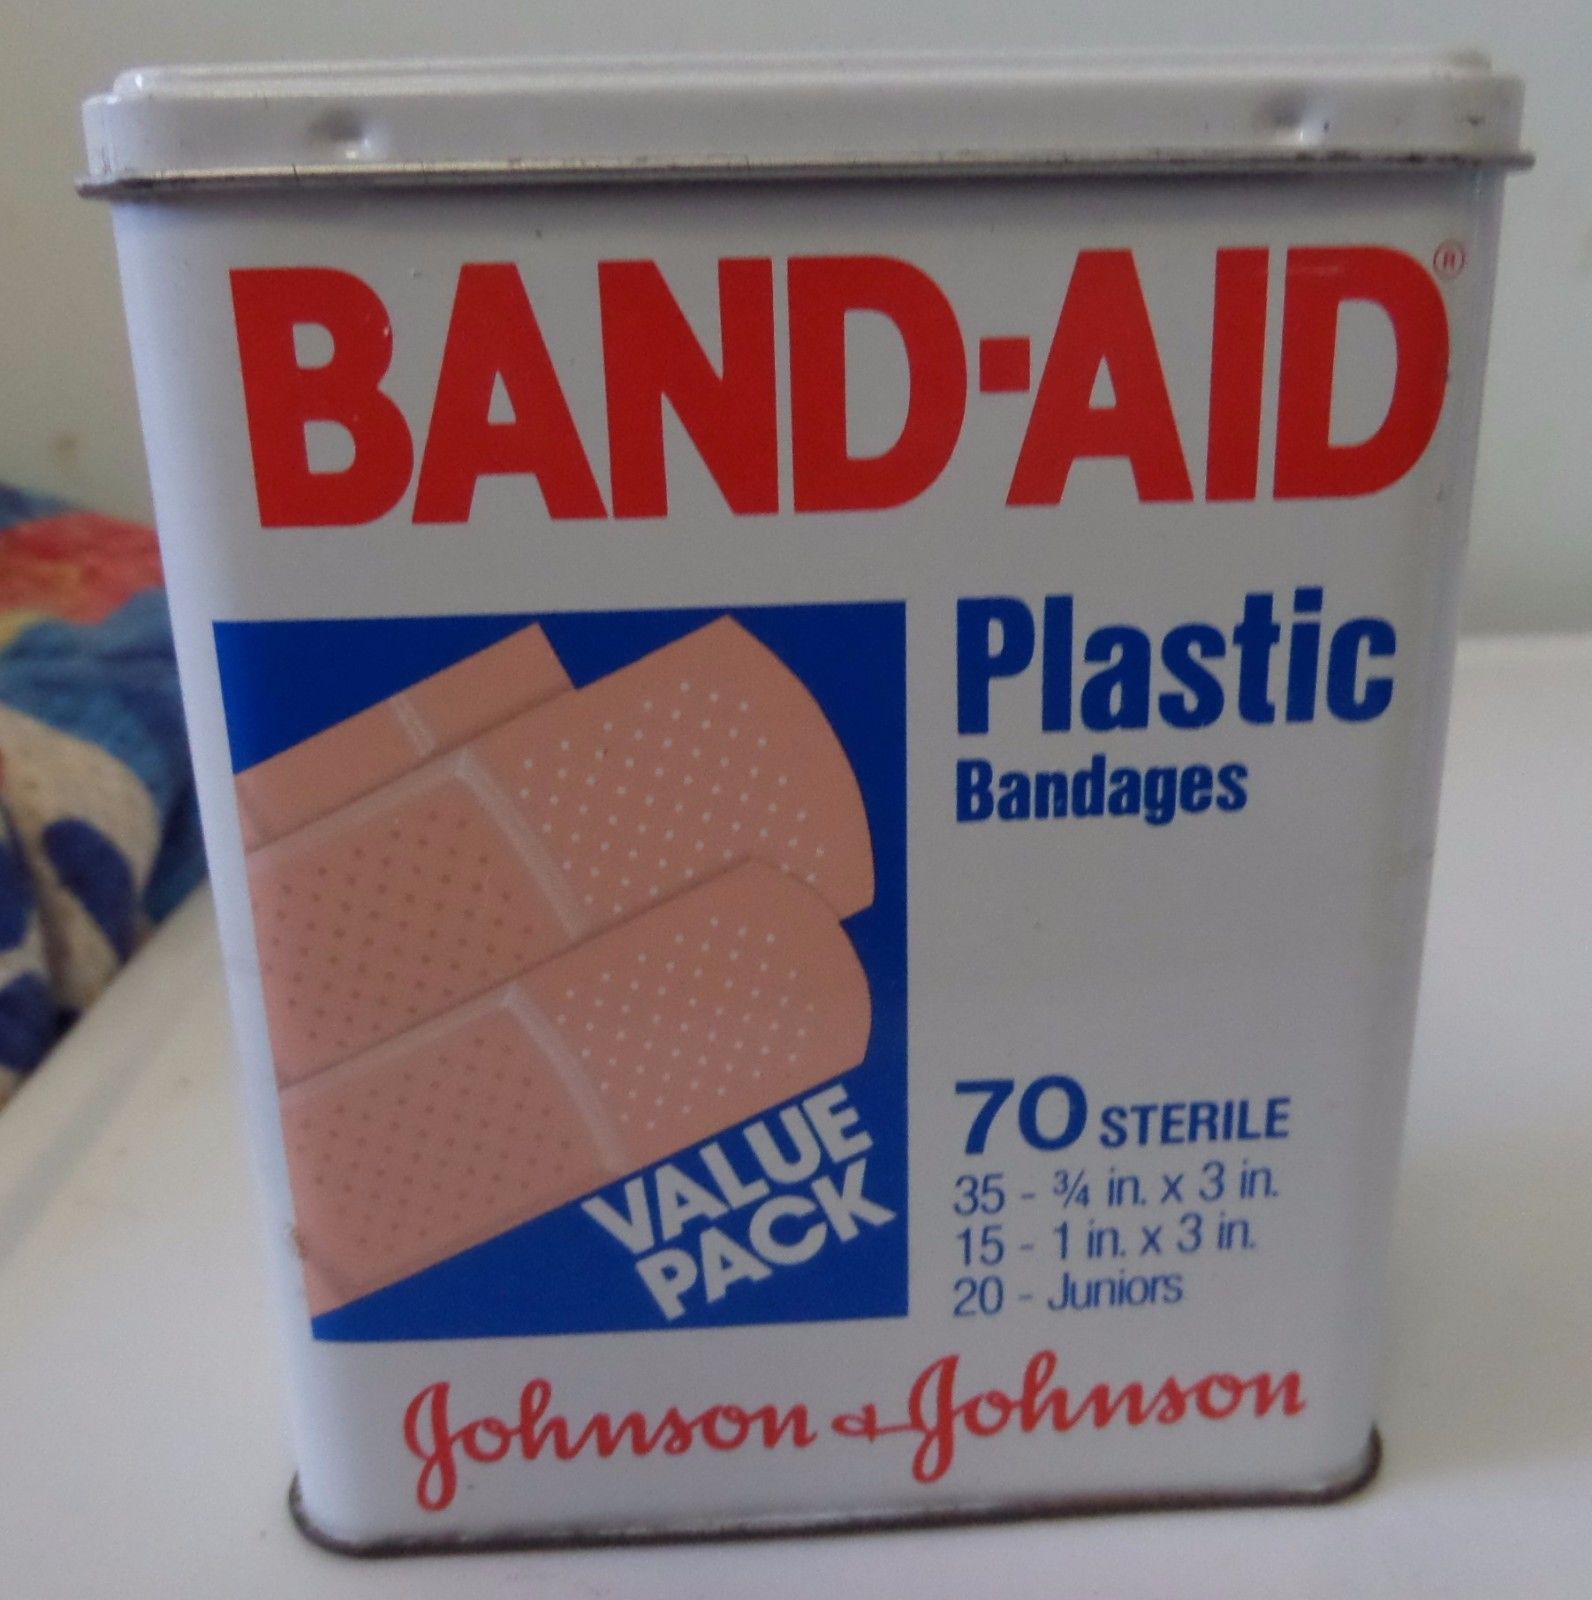 BAND-AID®
Plastic
Bandages
VALUE
PACK
70 STERILE
35 - ¾ in. x 3 in.
15 - 1 in. x 3 in.
20 - Juniors
Johnson & Johnson